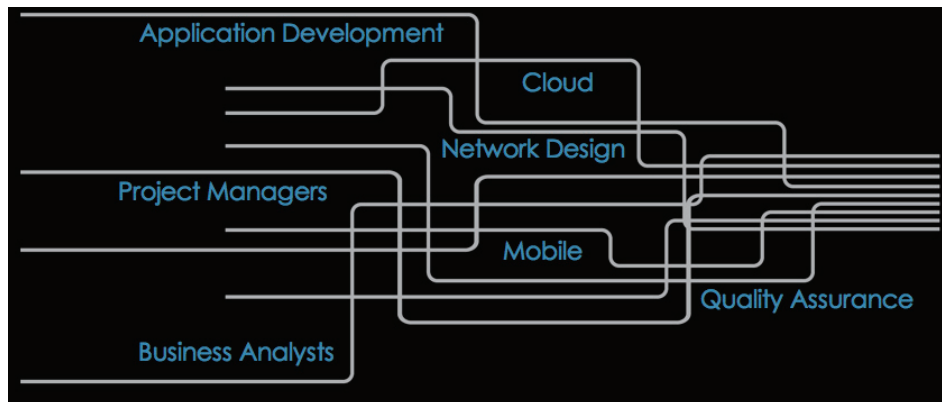 Application Development
Cloud
Network Design
Project Managers
Mobile
Quality Assurance
Business Analysts